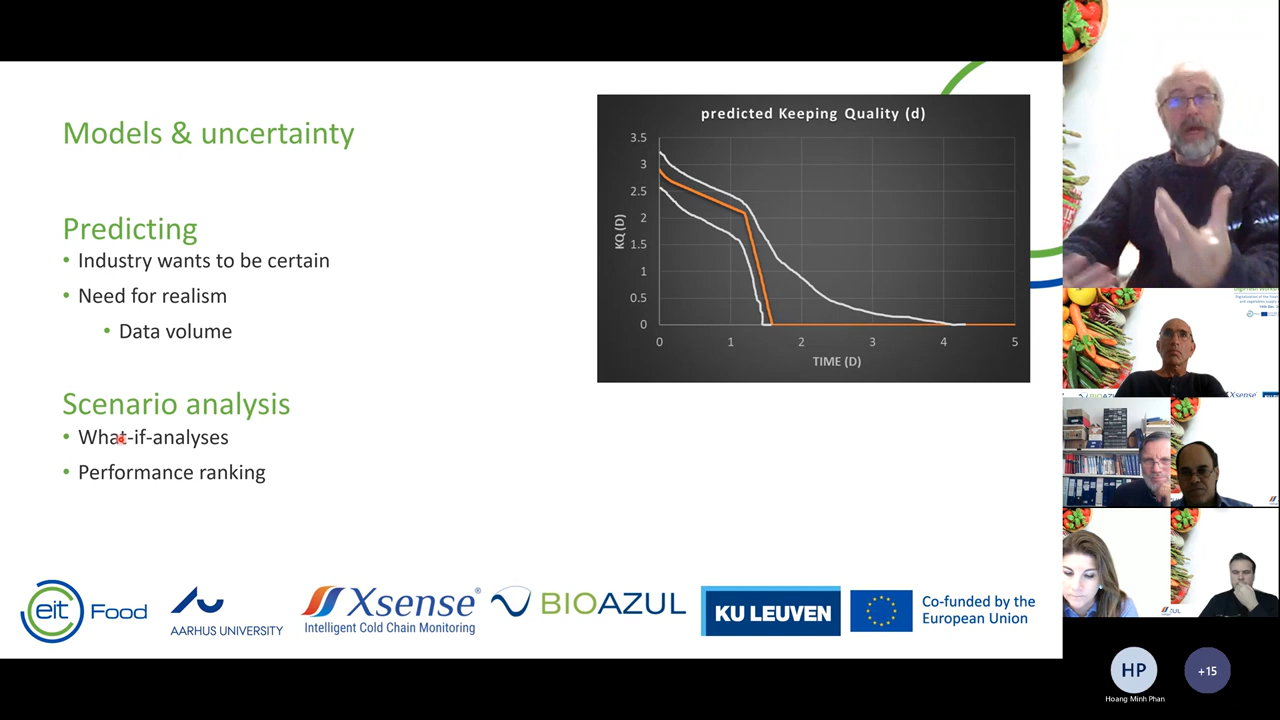 Models & uncertainty
Predicting
• Industry wants to be certain
• Need for realism
• Data volume
Scenario analysis
• What-if-analyses
• Performance ranking
predicted Keeping Quality (d)
KQ (D)
3.5
3
2.5
2
1.5
1
0.5
0
0 1 2 3 4 5
TIME (D)
eit Food
AARHUS UNIVERSITY
Xsense®
Intelligent Cold Chain Monitoring
BIOAZUL
KU LEUVEN
Co-funded by the
European Union
HP
Hoang Minh Phan
+15